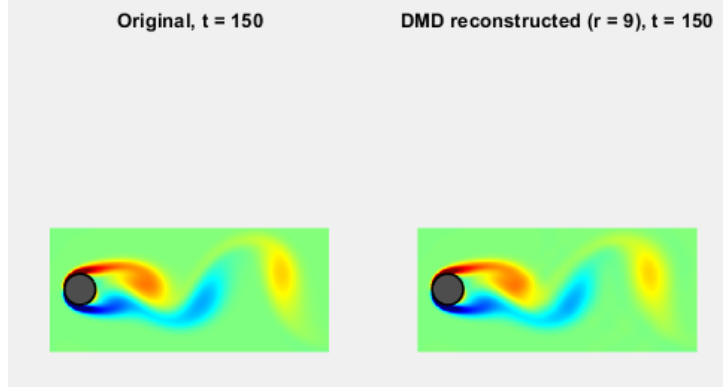 Original, t = 150
DMD reconstructed (r = 9), t = 150